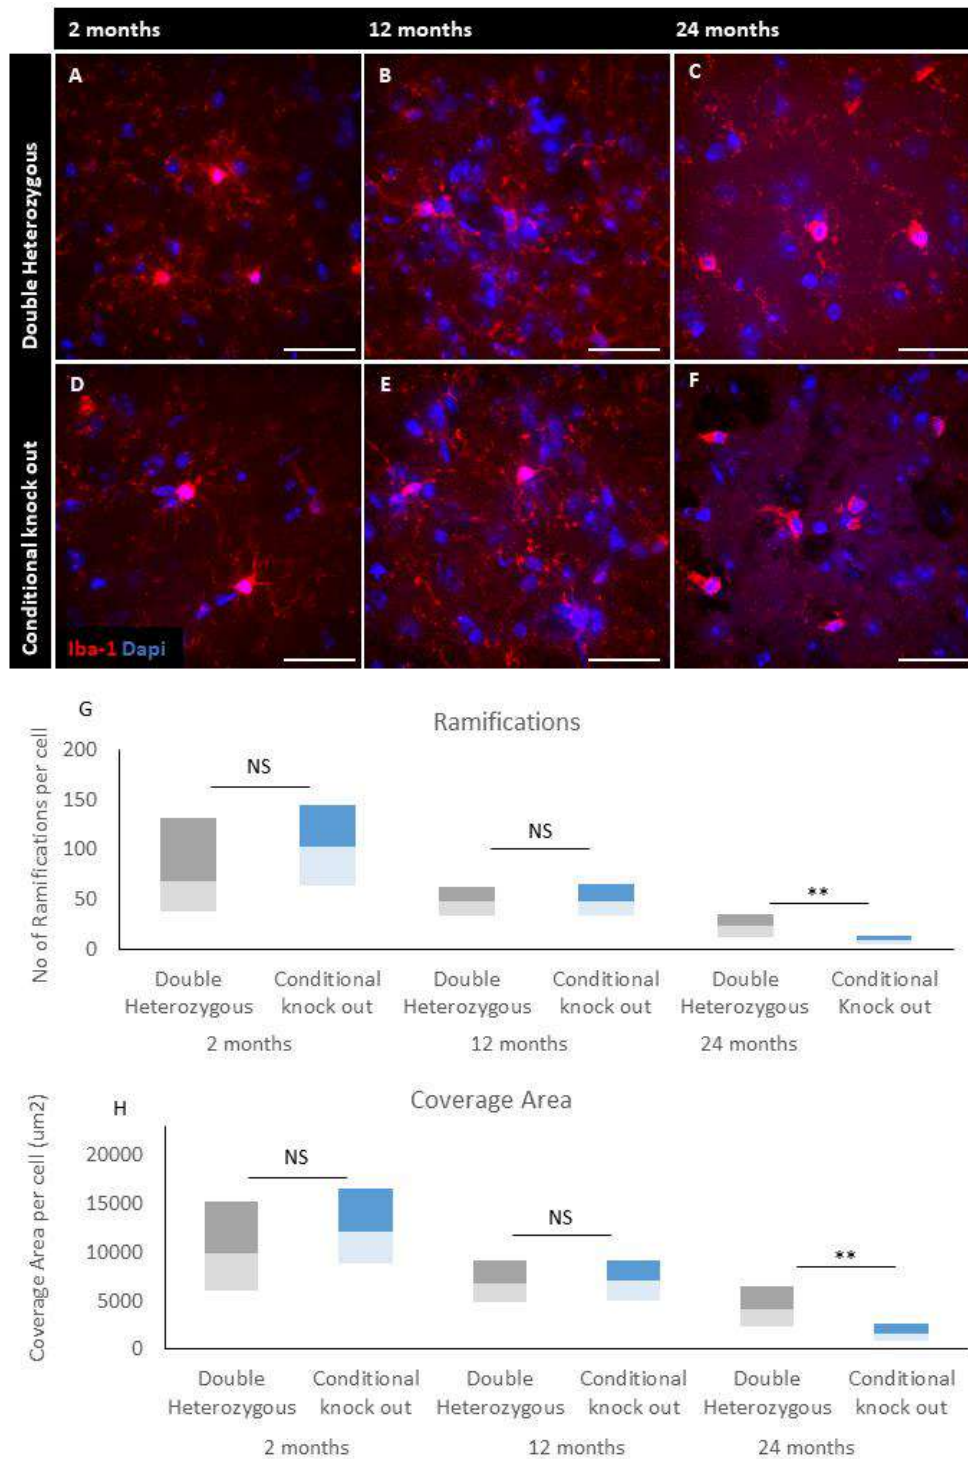 2 months 12 months 24 months
Double Heterozygous
A
B
C
Conditional knock out
D
E
F
Iba-1 Dapi
G
Ramifications
No of Ramifications per cell
200
150
100
50
0
NS
NS
**
Double Heterozygous
Conditional knock out
Double Heterozygous
Conditional knock out
Double Heterozygous
Conditional Knock out
2 months
12 months
24 months
H
Coverage Area
Coverage Area per cell (um2)
20000
15000
10000
5000
0
NS
NS
**
Double Heterozygous
Conditional knock out
Double Heterozygous
Conditional knock out
Double Heterozygous
Conditional knock out
2 months
12 months
24 months